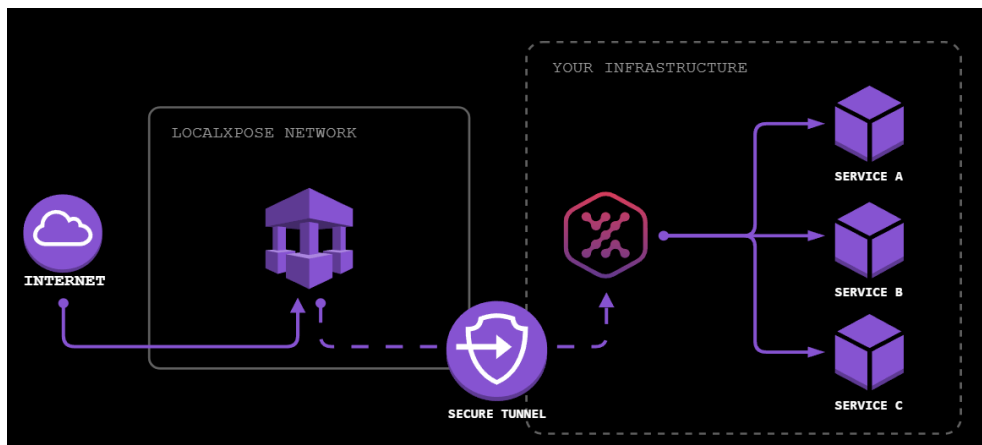 YOUR INFRASTRUCTURE
LOCALXPOSE NETWORK
SERVICE A
INTERNET
SERVICE B
SECURE TUNNEL
SERVICE C